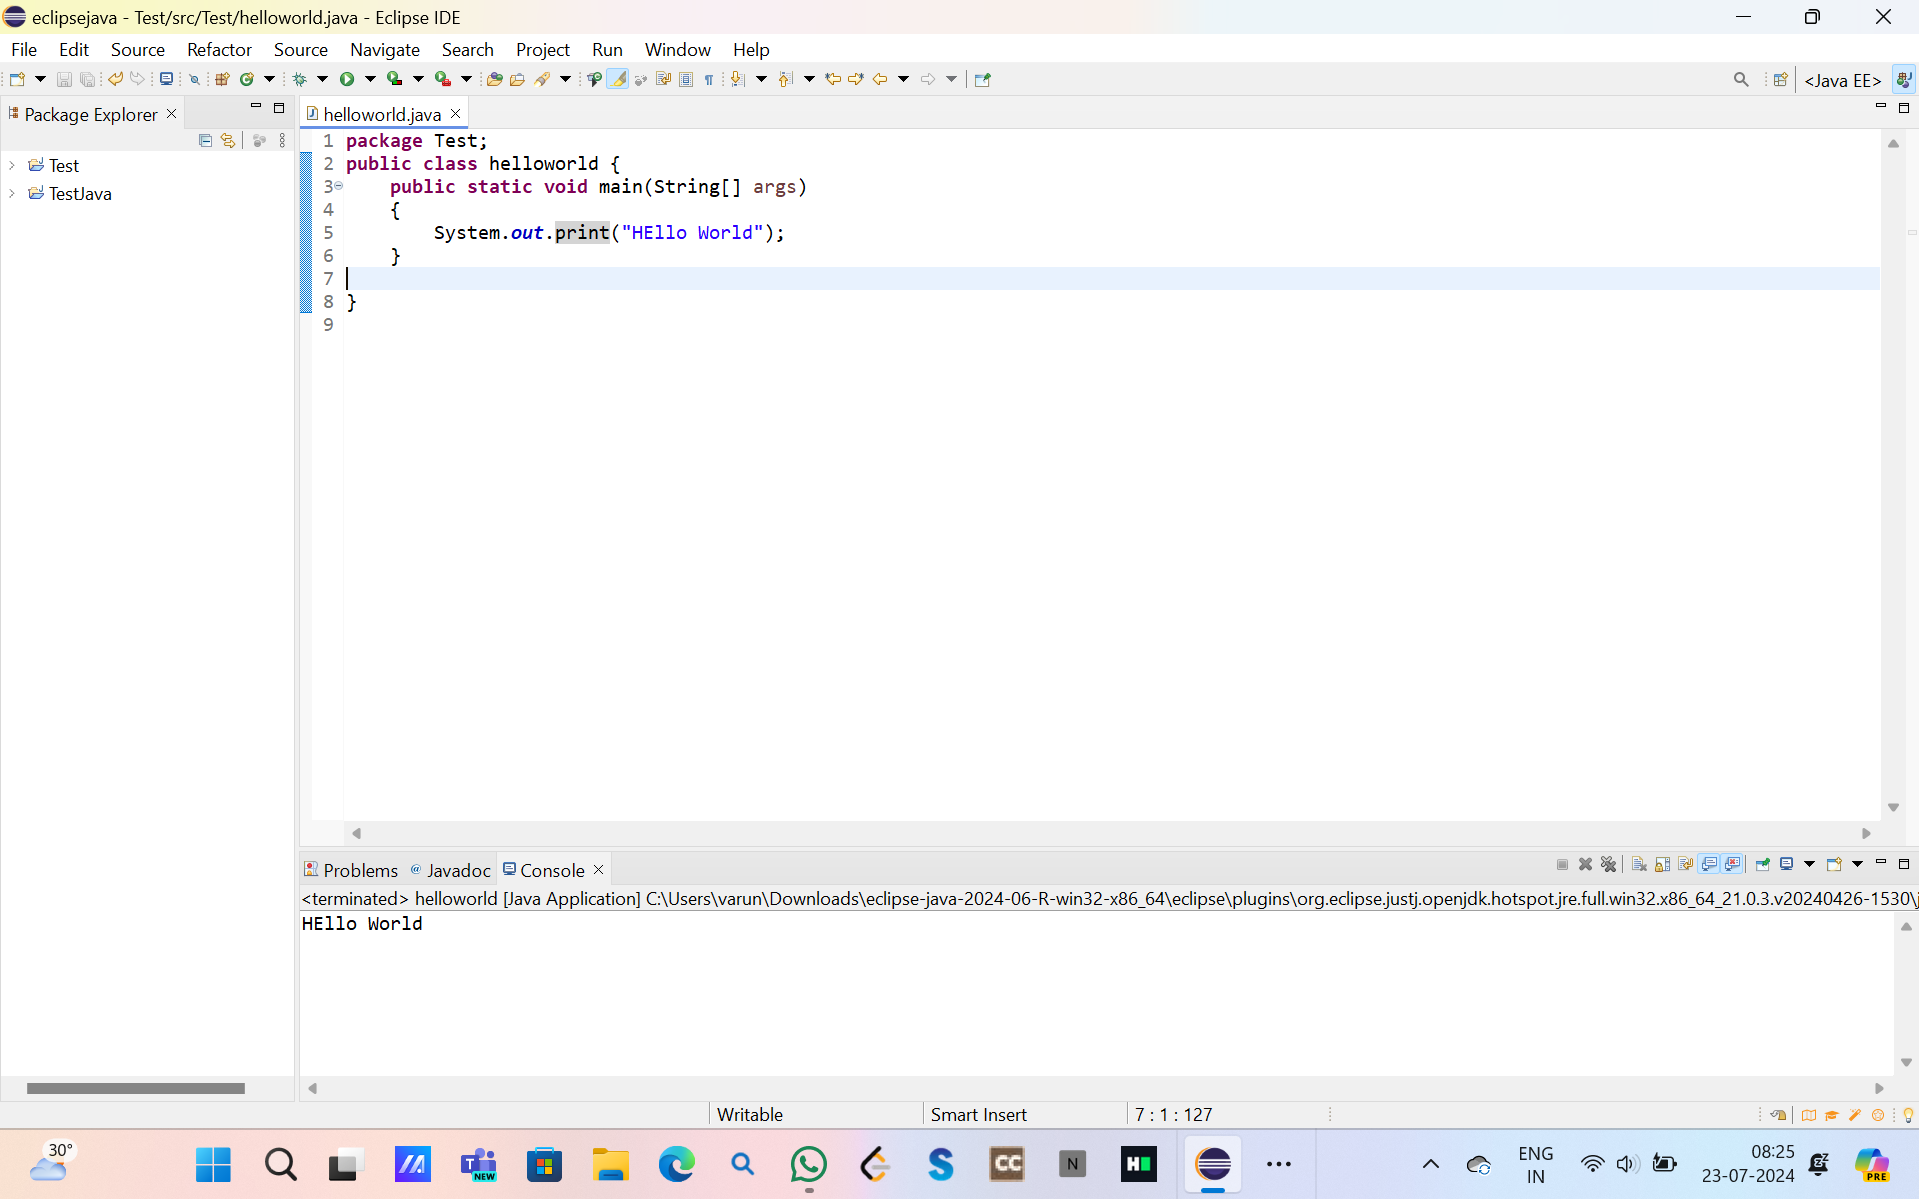 eclipsejava - Test/src/Test/helloworld.java - Eclipse IDE
File Edit Source Refactor Source Navigate Search Project Run Window Help
<Java EE>
Package Explorer
helloworld.java
Test
TestJava
1 package Test;
2 public class helloworld {
3 public static void main(String[] args)
4 {
5 System.out.print("HEllo World");
6 }
7
8 }
9
Problems @ Javadoc Console
<terminated> helloworld [Java Application] C:\Users\varun\Downloads\eclipse-java-2024-06-R-win32-x86_64\eclipse\plugins\org.eclipse.justj.openjdk.hotspot.jre.full.win32.x86_64_21.0.3.v20240426-1530\j
HEllo World
Writable Smart Insert 7 : 1 : 127
30°
NEW
CC
N
H
ENG
IN
08:25
23-07-2024
PRE